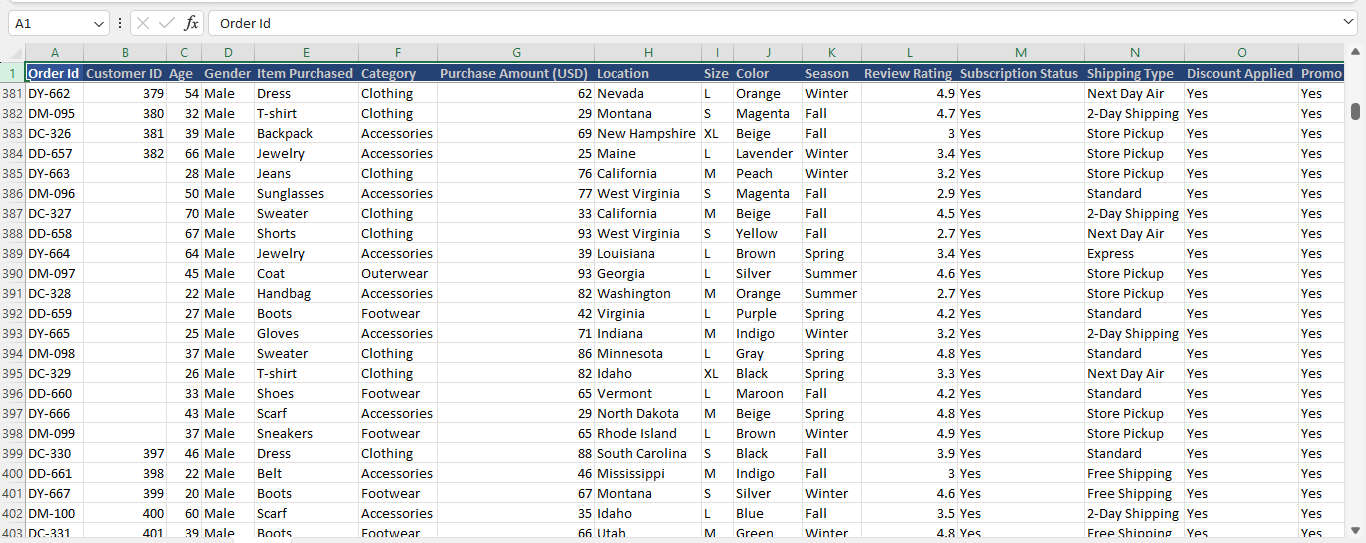 A1 fx Order Id
A B C D E F G H I J K L M N O
1 Order Id Customer ID Age Gender Item Purchased Category Purchase Amount (USD) Location Size Color Season Review Rating Subscription Status Shipping Type Discount Applied Promo
381 DY-662 379 54 Male Dress Clothing 62 Nevada L Orange Winter 4.9 Yes Next Day Air Yes Yes
382 DM-095 380 32 Male T-shirt Clothing 29 Montana S Magenta Fall 4.7 Yes 2-Day Shipping Yes Yes
383 DC-326 381 39 Male Backpack Accessories 69 New Hampshire XL Beige Fall 3 Yes Store Pickup Yes Yes
384 DD-657 382 66 Male Jewelry Accessories 25 Maine L Lavender Winter 3.4 Yes Store Pickup Yes Yes
385 DY-663 28 Male Jeans Clothing 76 California M Peach Winter 3.2 Yes Store Pickup Yes Yes
386 DM-096 50 Male Sunglasses Accessories 77 West Virginia S Magenta Fall 2.9 Yes Standard Yes Yes
387 DC-327 70 Male Sweater Clothing 33 California M Beige Fall 4.5 Yes 2-Day Shipping Yes Yes
388 DD-658 67 Male Shorts Clothing 93 West Virginia S Yellow Fall 2.7 Yes Next Day Air Yes Yes
389 DY-664 64 Male Jewelry Accessories 39 Louisiana L Brown Spring 3.4 Yes Express Yes Yes
390 DM-097 45 Male Coat Outerwear 93 Georgia L Silver Summer 4.6 Yes Store Pickup Yes Yes
391 DC-328 22 Male Handbag Accessories 82 Washington M Orange Summer 2.7 Yes Store Pickup Yes Yes
392 DD-659 27 Male Boots Footwear 42 Virginia L Purple Spring 4.2 Yes Standard Yes Yes
393 DY-665 25 Male Gloves Accessories 71 Indiana M Indigo Winter 3.2 Yes 2-Day Shipping Yes Yes
394 DM-098 37 Male Sweater Clothing 86 Minnesota L Gray Spring 4.8 Yes Standard Yes Yes
395 DC-329 26 Male T-shirt Clothing 82 Idaho XL Black Spring 3.3 Yes Next Day Air Yes Yes
396 DD-660 33 Male Shoes Footwear 65 Vermont L Maroon Fall 4.2 Yes Standard Yes Yes
397 DY-666 43 Male Scarf Accessories 29 North Dakota M Beige Spring 4.8 Yes Store Pickup Yes Yes
398 DM-099 37 Male Sneakers Footwear 65 Rhode Island L Brown Winter 4.9 Yes Store Pickup Yes Yes
399 DC-330 397 46 Male Dress Clothing 88 South Carolina S Black Fall 3.9 Yes Standard Yes Yes
400 DD-661 398 22 Male Belt Accessories 46 Mississippi M Indigo Fall 3 Yes Free Shipping Yes Yes
401 DY-667 399 20 Male Boots Footwear 67 Montana S Silver Winter 4.6 Yes Free Shipping Yes Yes
402 DM-100 400 60 Male Scarf Accessories 35 Idaho L Blue Fall 3.5 Yes 2-Day Shipping Yes Yes
403 DC-331 401 39 Male Boots Footwear 66 Utah M Green Winter 4.8 Yes Free Shipping Yes Yes